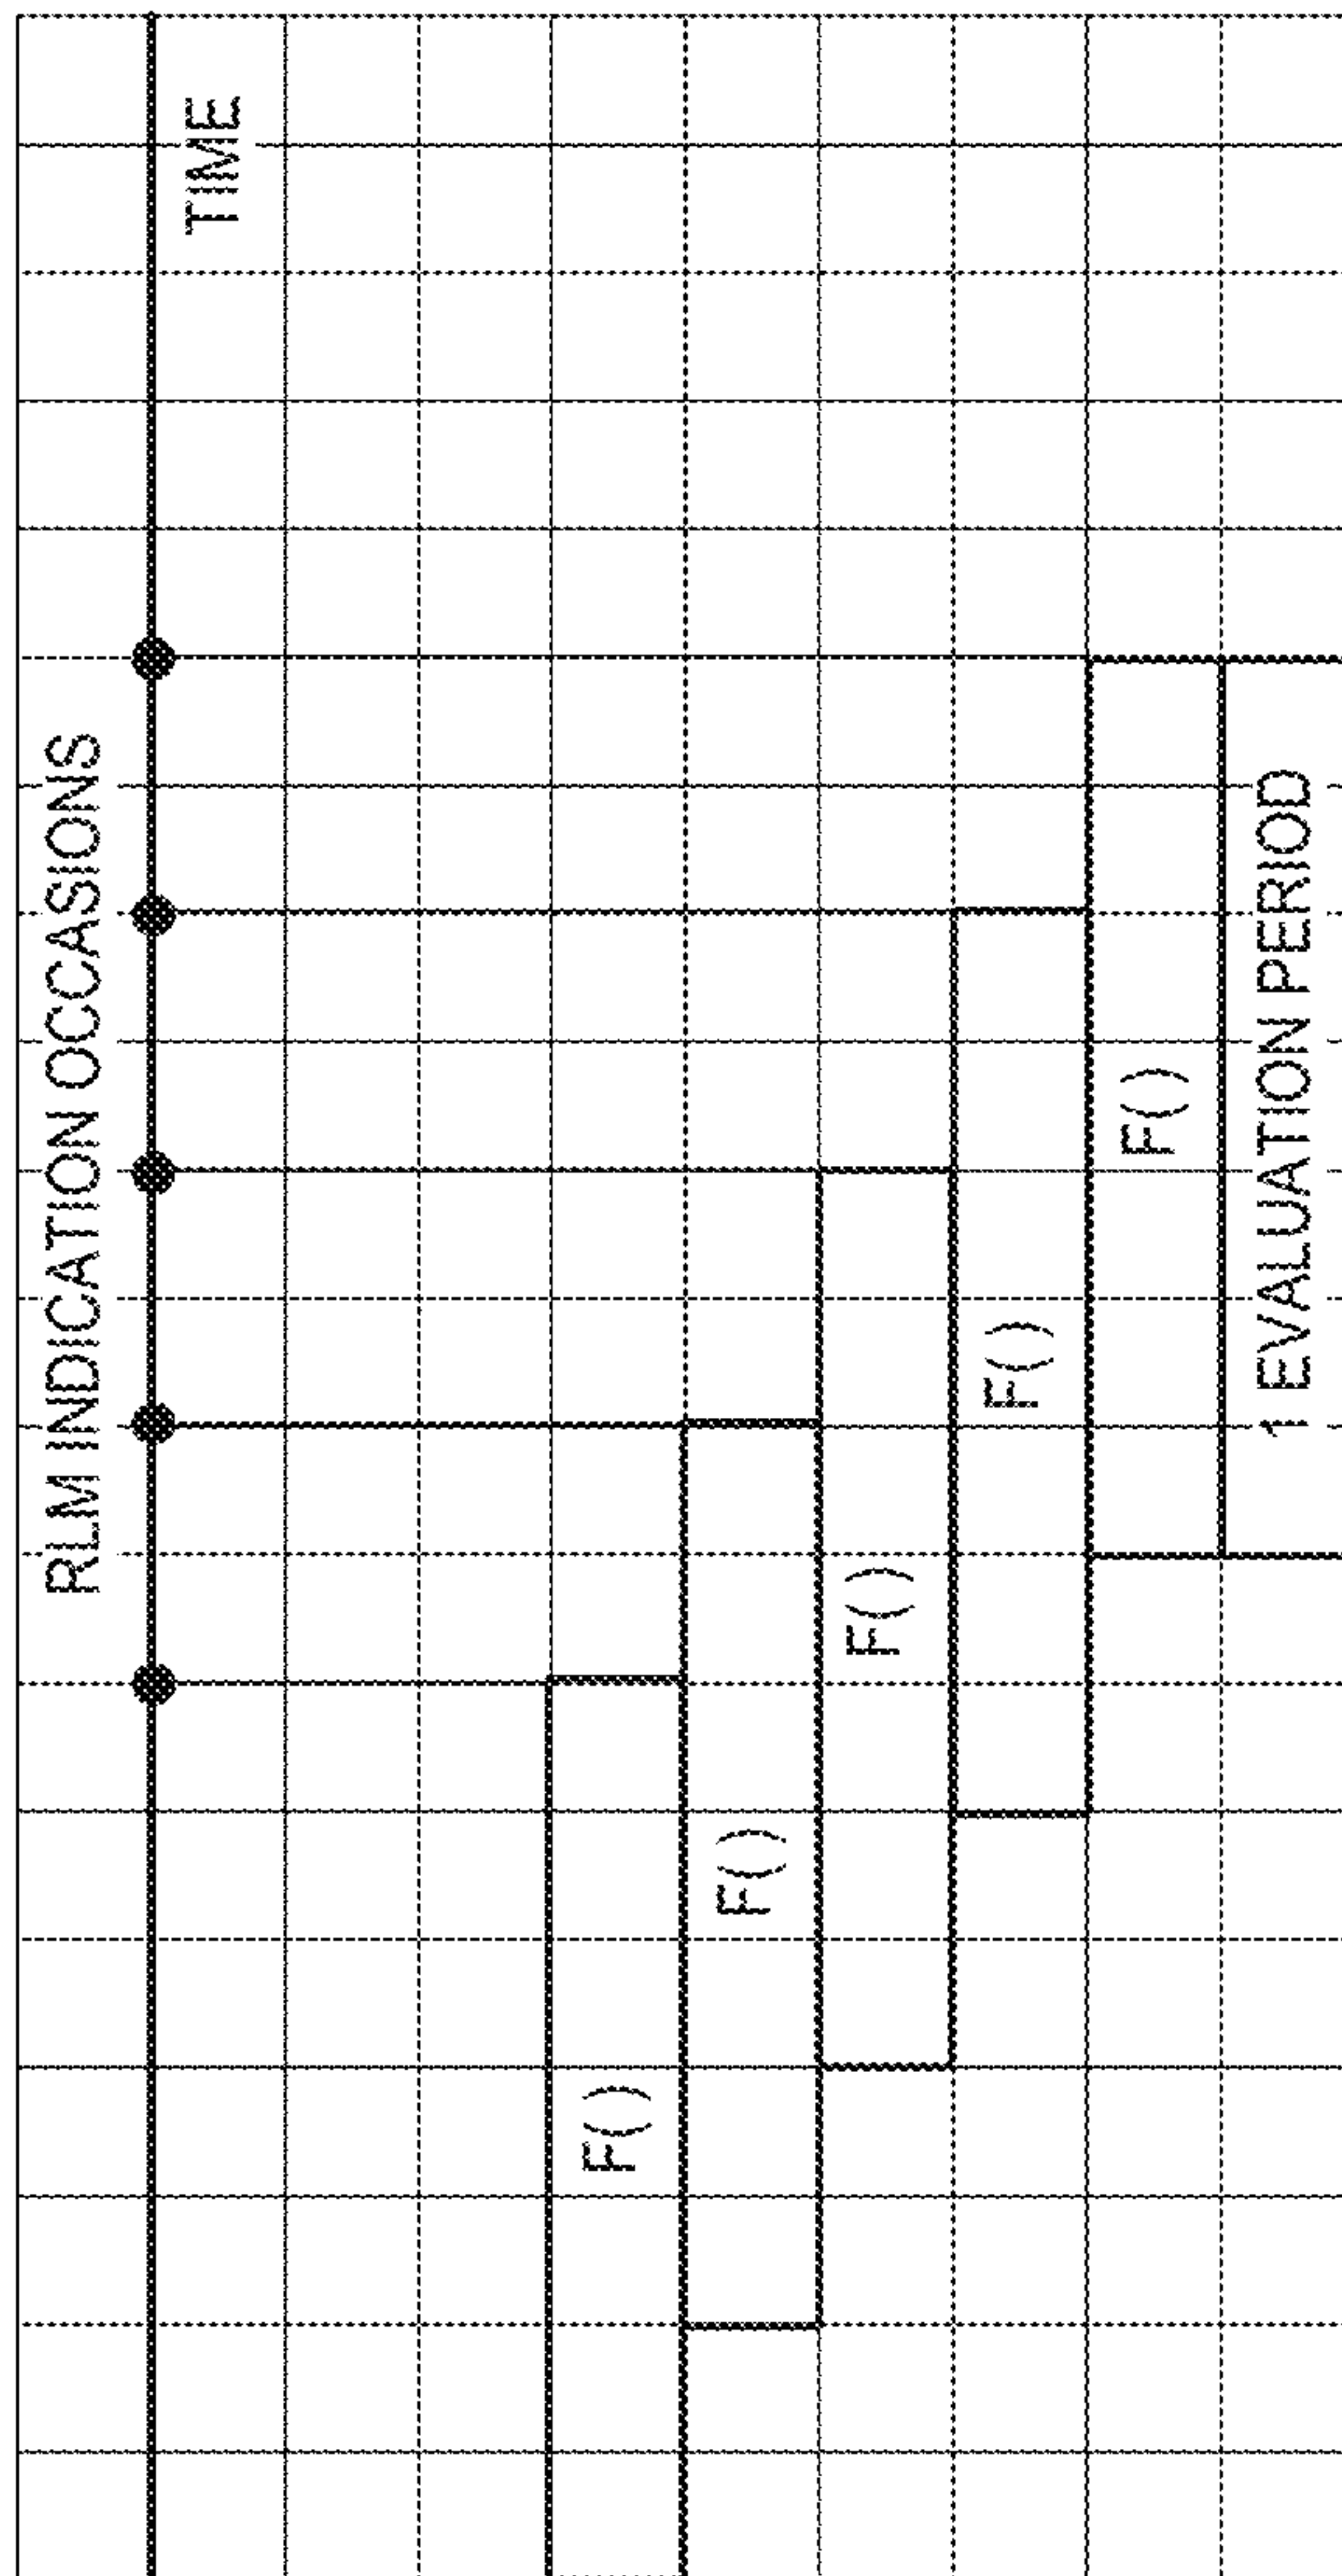 RLM INDICATION OCCASIONS
TIME
F( )
F( )
F( )
F( )
F( )
1 EVALUATION PERIOD